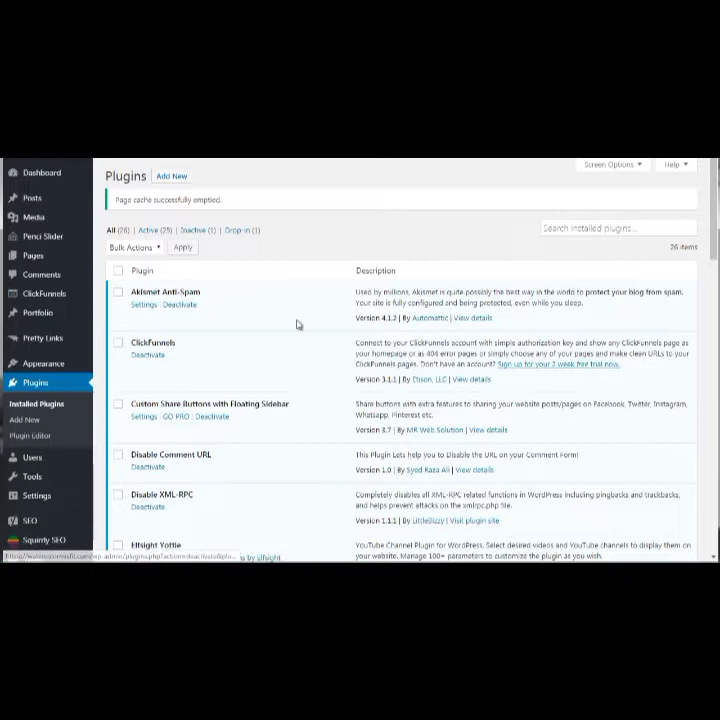 Screen Options ▼ Help ▼
Dashboard
Posts
Media
Penci Slider
Pages
Comments
ClickFunnels
Portfolio
Pretty Links
Appearance
Plugins
Installed Plugins
Add New
Plugin Editor
Users
Tools
Settings
SEO
Squirrly SEO
Plugins Add New
Page cache successfully emptied.
All (26) | Active (25) | Inactive (1) | Drop-in (1)
Search installed plugins...
Bulk Actions ▼ Apply
26 items
Plugin Description
Akismet Anti-Spam
Settings | Deactivate
Used by millions, Akismet is quite possibly the best way in the world to protect your blog from spam.
Your site is fully configured and being protected, even while you sleep.
Version 4.1.2 | By Automattic | View details
ClickFunnels
Deactivate
Connect to your ClickFunnels account with simple authorization key and show any ClickFunnels page as
your homepage or as 404 error pages or simply choose any of your pages and make clean URLs to your
ClickFunnels pages. Don't have an account? Sign up for your 2 week free trial now.
Version 3.1.1 | By Etison, LLC | View details
Custom Share Buttons with Floating Sidebar
Settings | GO PRO | Deactivate
Share buttons with extra features to sharing your website posts/pages on Facebook, Twitter, Instagram,
Whatsapp, Pinterest etc.
Version 3.7 | By MR Web Solution | View details
Disable Comment URL
Deactivate
This Plugin Lets help you to Disable the URL on your Comment Form!
Version 1.0 | By Syed Raza Ali | View details
Disable XML-RPC
Deactivate
Completely disables all XML-RPC related functions in WordPress including pingbacks and trackbacks,
and helps prevent attacks on the xmlrpc.php file.
Version 1.1.1 | By LittleBizzy | Visit plugin site
Elfsight Yottie
YouTube Channel Plugin for WordPress. Select desired videos and YouTube channels to display them on
your website. Manage 100+ parameters to customize the plugin as you wish.
s by Elfsight